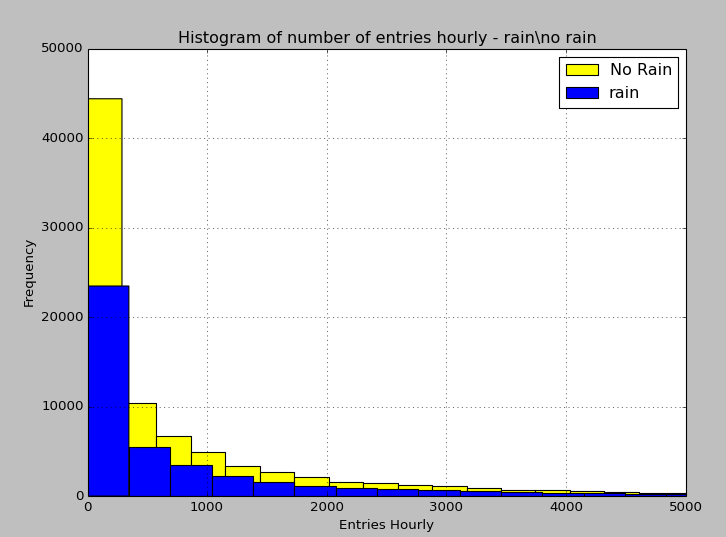 Histogram of number of entries hourly - rain\no rain
No Rain
rain
50000
40000
30000
20000
10000
0
Frequency
0 1000 2000 3000 4000 5000
Entries Hourly